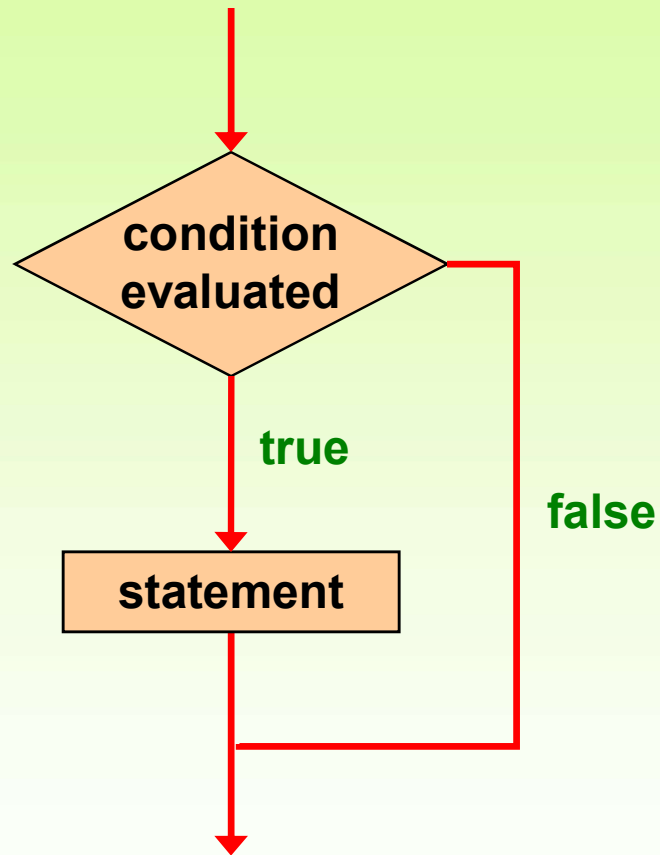 condition
evaluated
true
false
statement